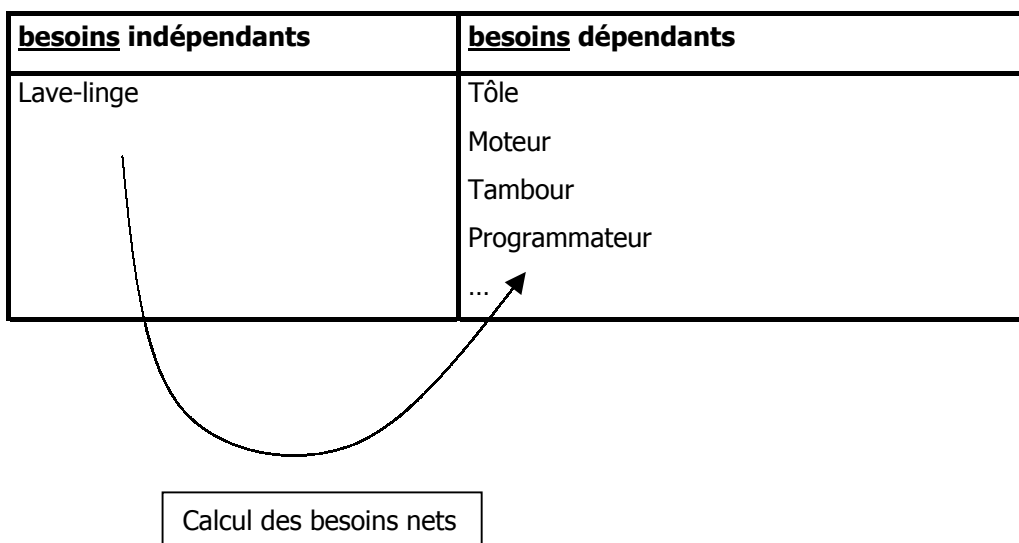 besoins indépendants
besoins dépendants
Lave-linge
Tôle
Moteur
Tambour
Programmateur
...
Calcul des besoins nets